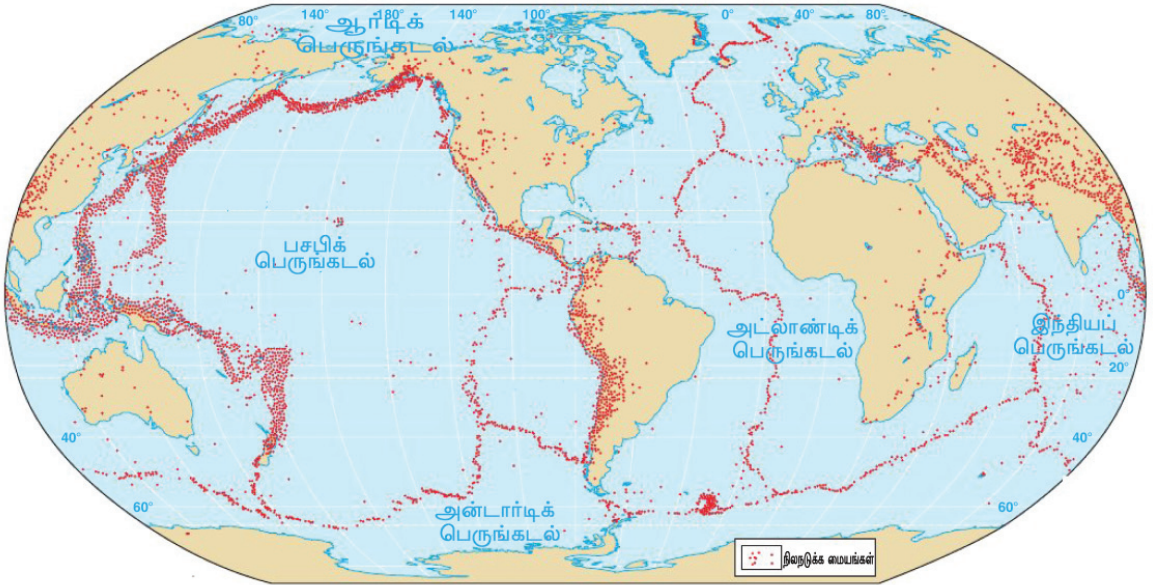 80° 140° 180° 140° 100° 0° 40° 80°
ஆர்டிக்
பெருங்கடல்
பசுபிக்
பெருங்கடல்
0°
அட்லாண்டிக்
பெருங்கடல்
இந்தியப்
பெருங்கடல்
20°
40° 40°
60° 60°
அன்டார்டிக்
பெருங்கடல்
நிலநடுக்க மையங்கள்